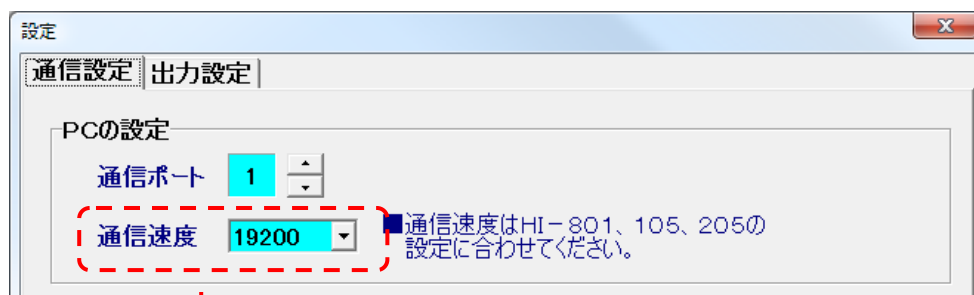 設定
通信設定 出力設定
PCの設定
通信ポート 1
通信速度 19200 ■通信速度はHI－801、105、205の
設定に合わせてください。